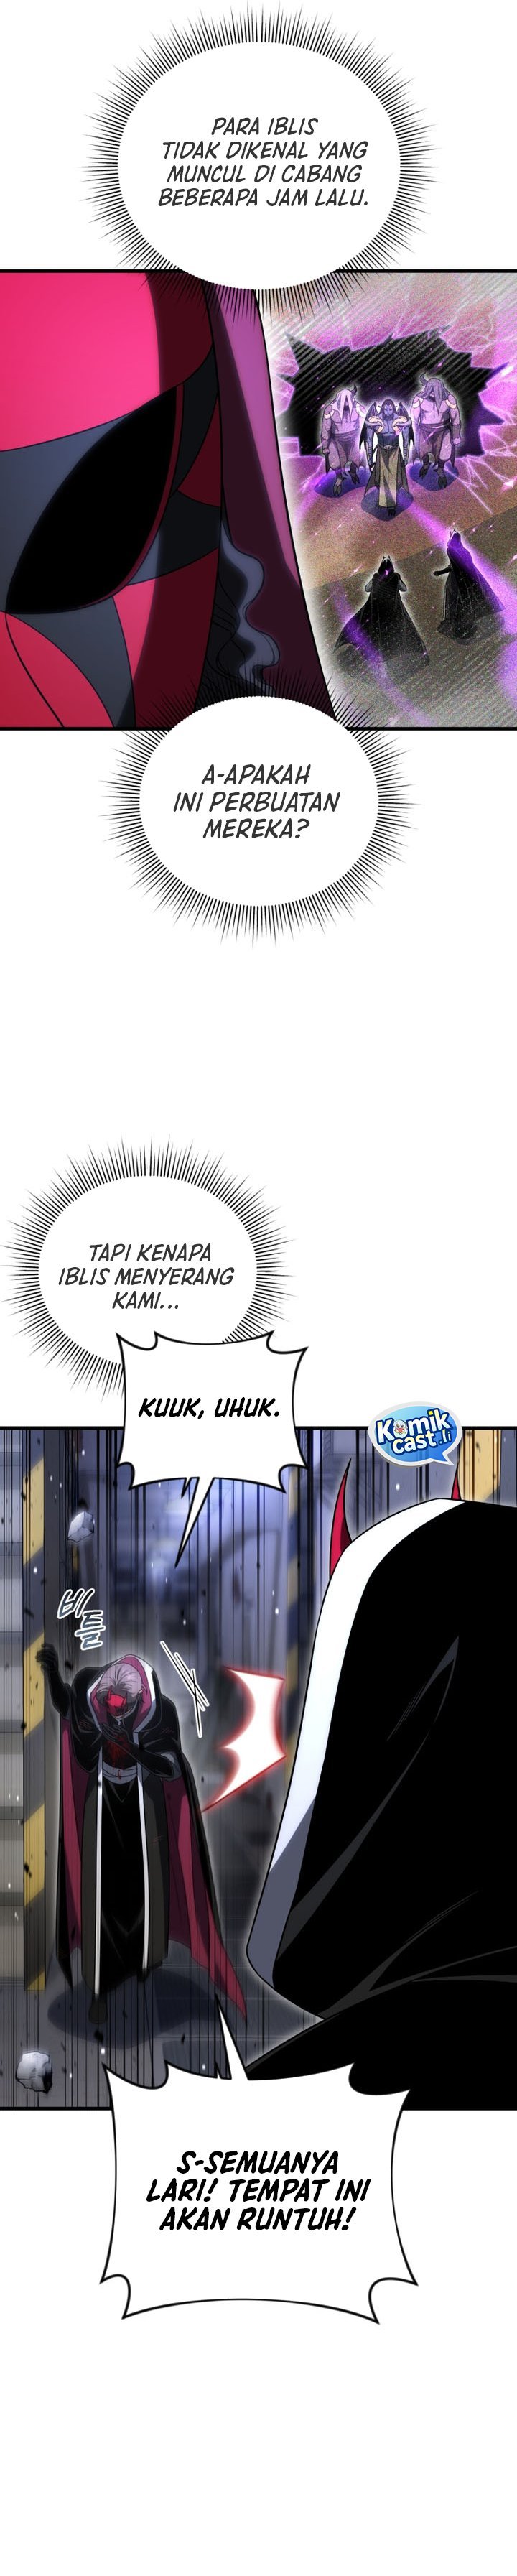 PARA IBLIS
TIDAK DIKENAL YANG
MUNCUL DI CABANG
BEBERAPA JAM LALU.
A-APAKAH
INI PERBUATAN
MEREKA?
TAPI KENAPA
IBLIS MENYERANG
KAMI...
KUUK, UHUK.
Komik
cast.li
비틀
S-SEMUANYA
LARI! TEMPAT INI
AKAN RUNTUH!